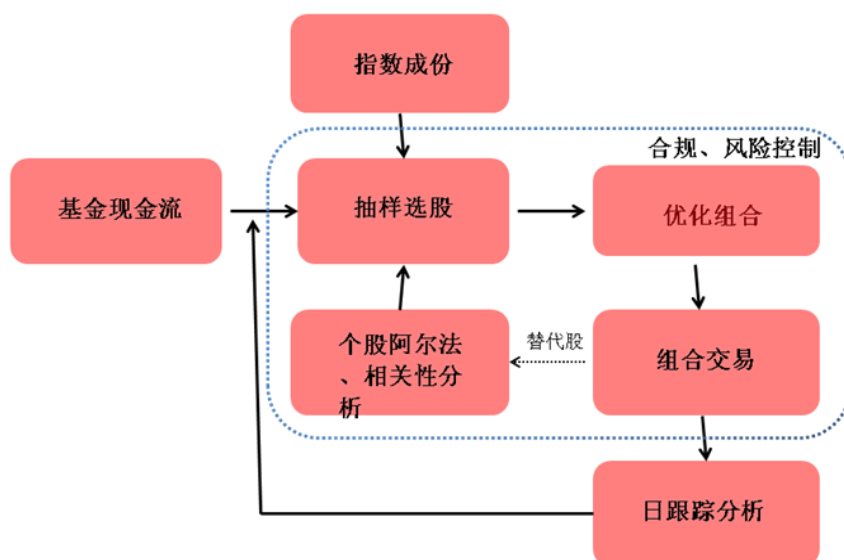 指数成份
合规、风险控制
基金现金流
抽样选股
优化组合
个股阿尔法
、相关性分
析
替代股
组合交易
日跟踪分析